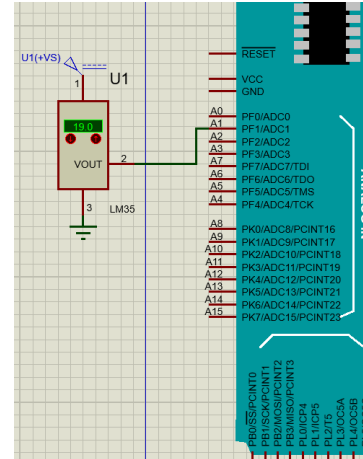 U1(+VS)
U1
1
19.0
VOUT
2
3
LM35
RESET
VCC
GND
A0
PF0/ADC0
A1
PF1/ADC1
A2
PF2/ADC2
A3
PF3/ADC3
A7
PF7/ADC7/TDI
A6
PF6/ADC6/TDO
A5
PF5/ADC5/TMS
A4
PF4/ADC4/TCK
A8
PK0/ADC8/PCINT16
A9
PK1/ADC9/PCINT17
A10
PK2/ADC10/PCINT18
A11
PK3/ADC11/PCINT19
A12
PK4/ADC12/PCINT20
A13
PK5/ADC13/PCINT21
A14
PK6/ADC14/PCINT22
A15
PK7/ADC15/PCINT23
PB0/SS/PCINT0
PB1/SCK/PCINT1
PB2/MOSI/PCINT2
PB3/MISO/PCINT3
PL0/ICP4
PL1/ICP5
PL2/T5
PL3/OC5A
PL4/OC5B